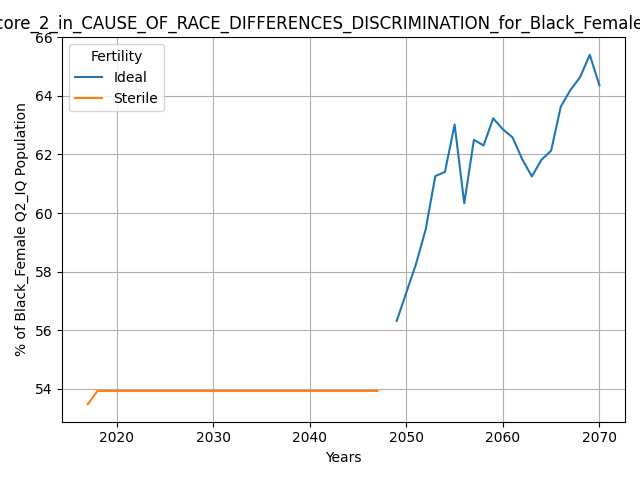 core_2_in_CAUSE_OF_RACE_DIFFERENCES_DISCRIMINATION_for_Black_Female
Fertility
Ideal
Sterile
% of Black_Female Q2_IQ Population
66
64
62
60
58
56
54
2020
2030
2040
2050
2060
2070
Years